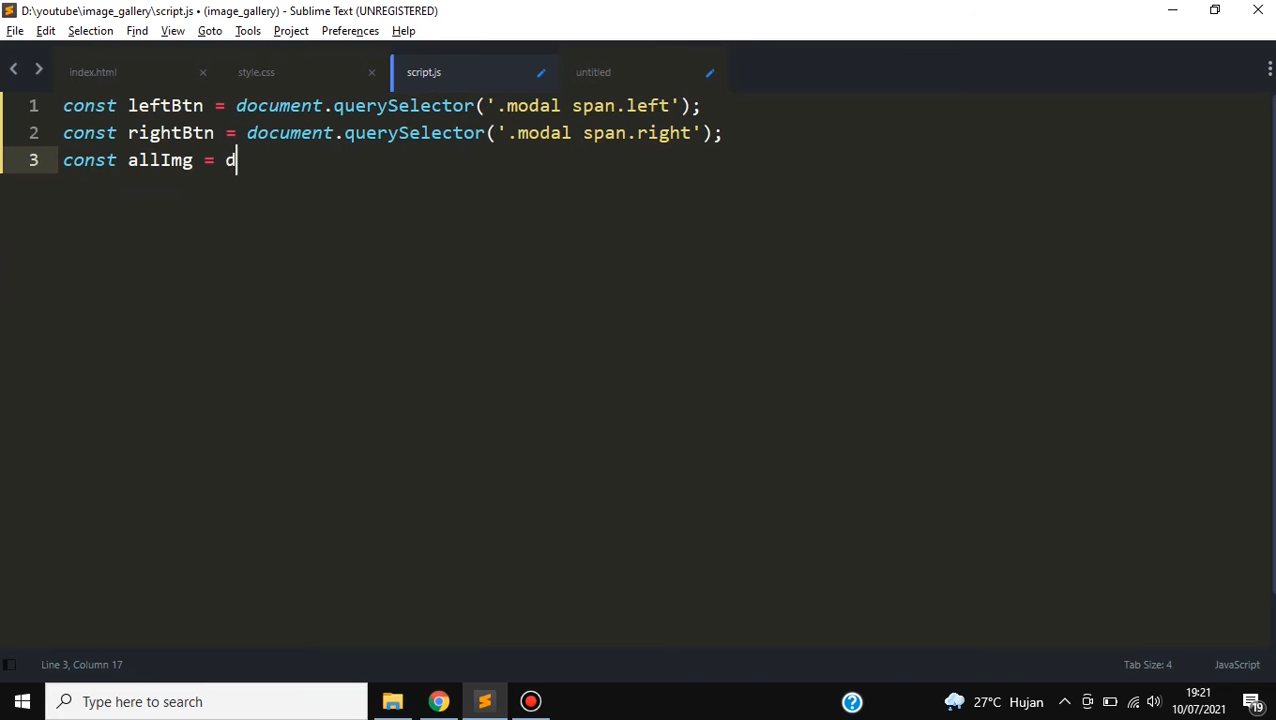 D:\youtube\image_gallery\script.js • (image_gallery) - Sublime Text (UNREGISTERED)
File Edit Selection Find View Goto Tools Project Preferences Help
index.html style.css script.js untitled
1 const leftBtn = document.querySelector('.modal span.left');
2 const rightBtn = document.querySelector('.modal span.right');
3 const allImg = d
Line 3, Column 17 Tab Size: 4 JavaScript
Type here to search 27°C Hujan 19:21
10/07/2021 19